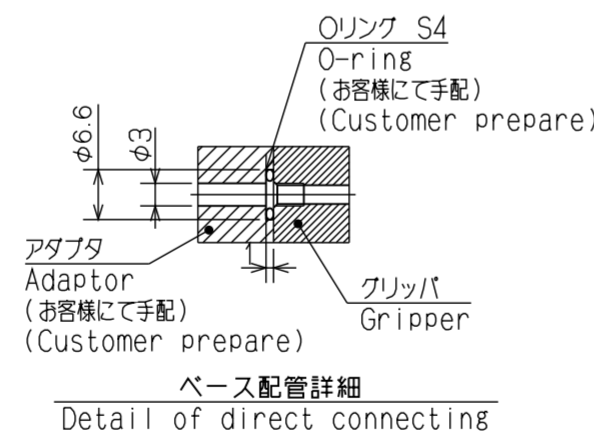 Oリング S4
O-ring
(お客様にて手配)
(Customer prepare)
φ6.6
φ3
アダプタ
Adaptor
(お客様にて手配)
(Customer prepare)
グリッパ
Gripper
ベース配管詳細
Detail of direct connecting